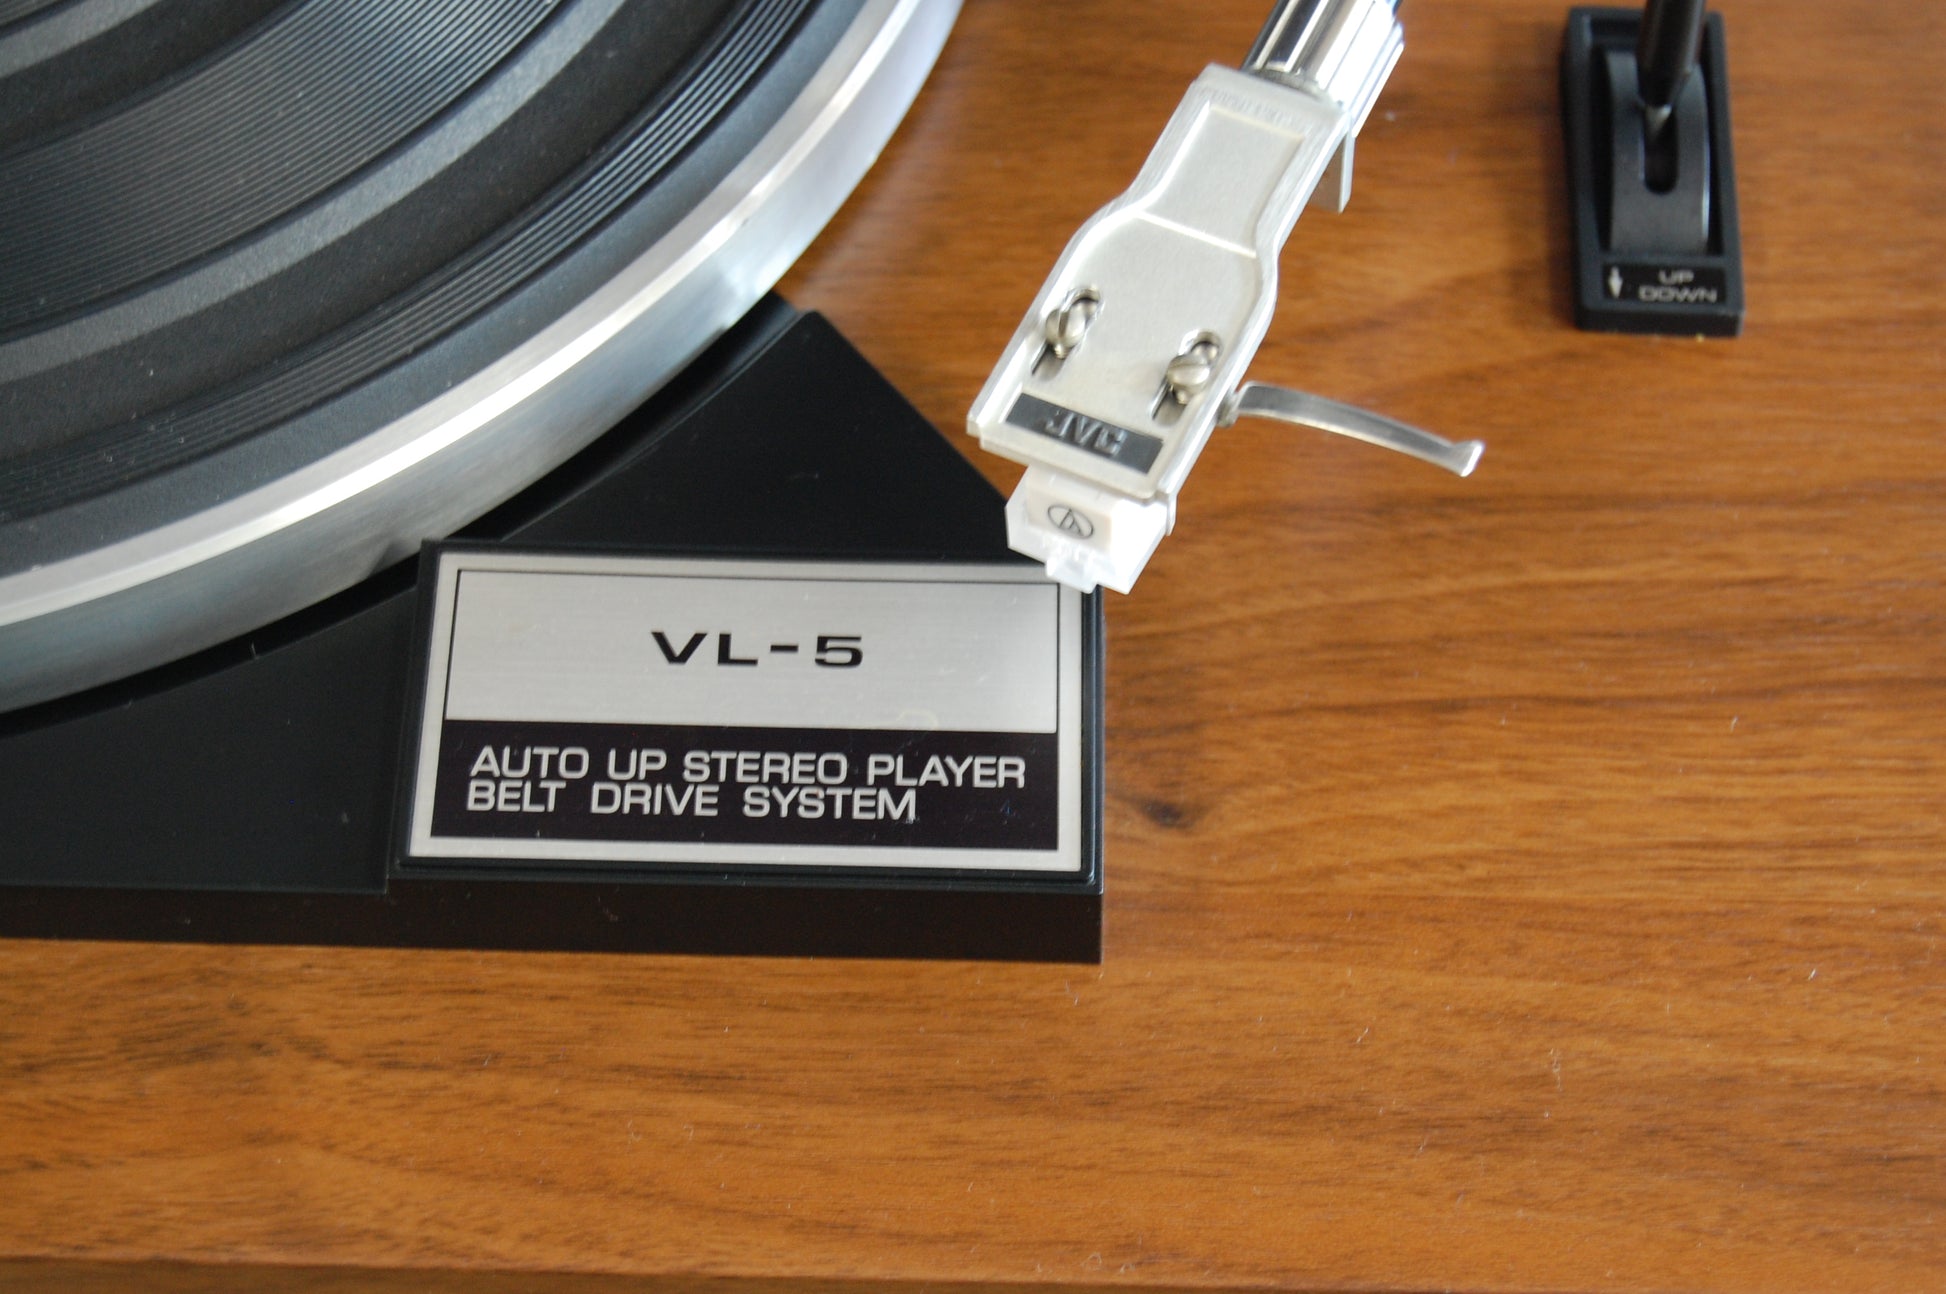 UP
DOWN
JVC
VL-5
AUTO UP STEREO PLAYER
BELT DRIVE SYSTEM